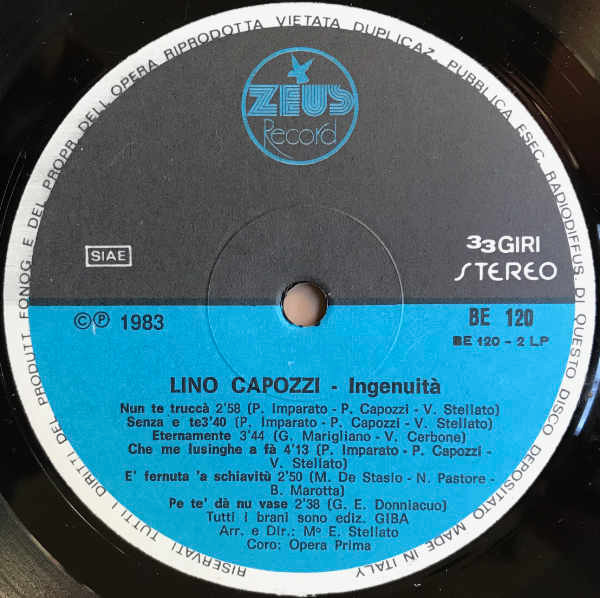 RISERVATI TUTTI I DIRITTI DEL PRODUTT. FONOG. E DEL PROPR. DELL'OPERA RIPRODOTTA VIETATA DUPLICAZ. PUBBLICA ESEC. RADIODIFFUS. DI QUESTO DISCO DEPOSITATO MADE IN ITALY
ZEUS
Record
SIAE
33GIRI
STEREO
© ℗ 1983
BE 120
BE 120 - 2 LP
LINO CAPOZZI - Ingenuità
Nun te truccà 2'58 (P. Imparato - P. Capozzi - V. Stellato)
Senza e te3'40 (P. Imparato - P. Capozzi - V. Stellato)
Eternamente 3'44 (G. Marigliano - V. Cerbone)
Che me lusinghe a fà 4'13 (P. Imparato - P. Capozzi -
V. Stellato)
E' fernuta 'a schiavitù 2'50 (M. De Stasio - N. Pastore -
B. Marotta)
Pe te' dà nu vase 2'38 (G. E. Donniacuo)
Tutti i brani sono ediz. GIBA
Arr. e Dir.: Mº E. Stellato
Coro: Opera Prima